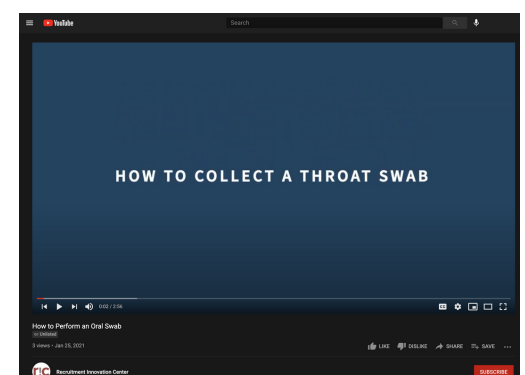 YouTube
Search
HOW TO COLLECT A THROAT SWAB
0:02 / 2:56
CC
How to Perform an Oral Swab
Unlisted
3 views • Jan 25, 2021
LIKE DISLIKE SHARE SAVE ...
Recruitment Innovation Center
SUBSCRIBE